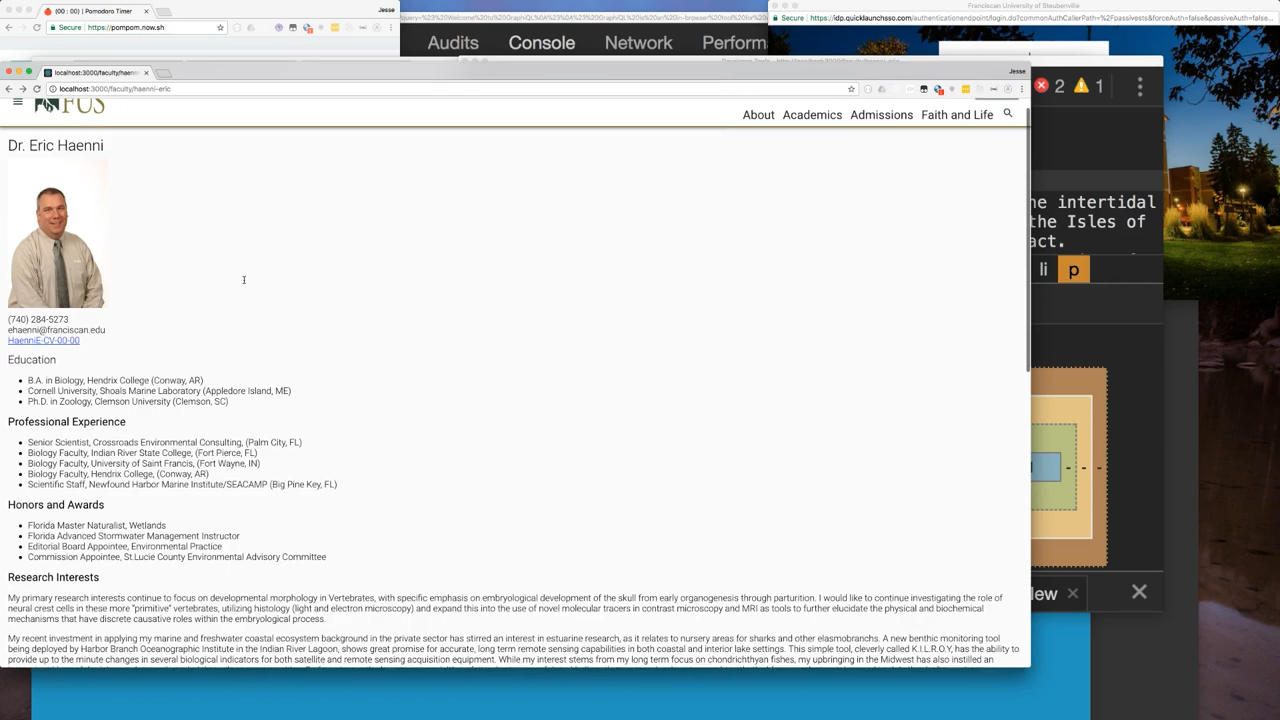 (00 : 00) | Pomodoro Timer
Jesse
Secure https://pompom.now.sh
Audits Console Network Performa
Franciscan University of Steubenville
Secure https://idp.quicklaunchsso.com/authenticationendpoint/login.do?commonAuthCallerPath=%2Fpassivests&forceAuth=false&passiveAuth=false...
localhost:3000/faculty/haenni
Jesse
localhost:3000/faculty/haenni-eric
2 1
FUS
About Academics Admissions Faith and Life
Dr. Eric Haenni
(740) 284-5273
ehaenni@franciscan.edu
HaenniE-CV-00-00
Education
B.A. in Biology, Hendrix College (Conway, AR)
Cornell University, Shoals Marine Laboratory (Appledore Island, ME)
Ph.D. in Zoology, Clemson University (Clemson, SC)
Professional Experience
Senior Scientist, Crossroads Environmental Consulting, (Palm City, FL)
Biology Faculty, Indian River State College, (Fort Pierce, FL)
Biology Faculty, University of Saint Francis, (Fort Wayne, IN)
Biology Faculty, Hendrix College, (Conway, AR)
Scientific Staff, Newfound Harbor Marine Institute/SEACAMP (Big Pine Key, FL)
Honors and Awards
Florida Master Naturalist, Wetlands
Florida Advanced Stormwater Management Instructor
Editorial Board Appointee, Environmental Practice
Commission Appointee, St.Lucie County Environmental Advisory Committee
Research Interests
My primary research interests continue to focus on developmental morphology in Vertebrates, with specific emphasis on embryological development of the skull from early organogenesis through parturition. I would like to continue investigating the role of
neural crest cells in these more “primitive” vertebrates, utilizing histology (light and electron microscopy) and expand this into the use of novel molecular tracers in contrast microscopy and MRI as tools to further elucidate the physical and biochemical
mechanisms that have discrete causative roles within the embryological process.
My recent investment in applying my marine and freshwater coastal ecosystem background in the private sector has stirred an interest in estuarine research, as it relates to nursery areas for sharks and other elasmobranchs. A new benthic monitoring tool
being deployed by Harbor Branch Oceanographic Institute in the Indian River Lagoon, shows great promise for accurate, long term remote sensing capabilities in both coastal and interior lake settings. This simple tool, cleverly called K.I.L.R.O.Y, has the ability to
provide up to the minute changes in several biological indicators for both satellite and remote sensing acquisition equipment. While my interest stems from my long term focus on chondrichthyan fishes, my upbringing in the Midwest has also instilled an
ne intertidal
the Isles of
act.
li p
- - -
ew